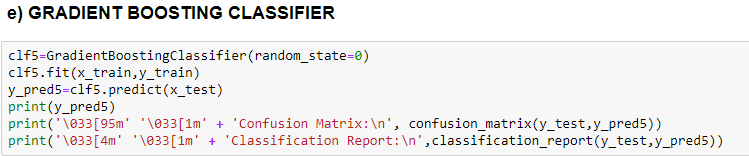 e) GRADIENT BOOSTING CLASSIFIER
clf5=GradientBoostingClassifier(random_state=0)
clf5.fit(x_train,y_train)
y_pred5=clf5.predict(x_test)
print(y_pred5)
print('\033[95m' '\033[1m' + 'Confusion Matrix:\n', confusion_matrix(y_test,y_pred5))
print('\033[4m' '\033[1m' + 'Classification Report:\n',classification_report(y_test,y_pred5))